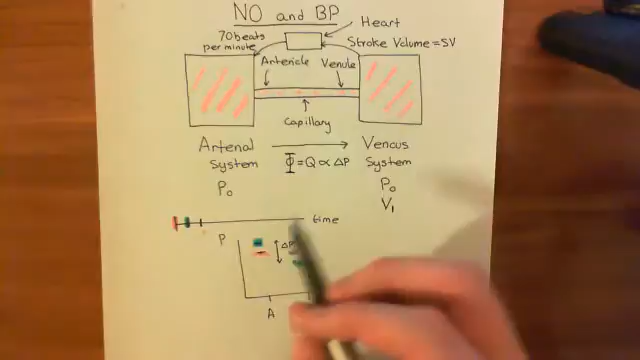 NO and BP
Heart
70 beats
per minute
Stroke Volume = SV
Arteriole
Venule
Capillary
Arterial
System
Φ = Q ∝ ΔP
Venous
System
P₀
P₀
V₁
time
P
ΔP
A